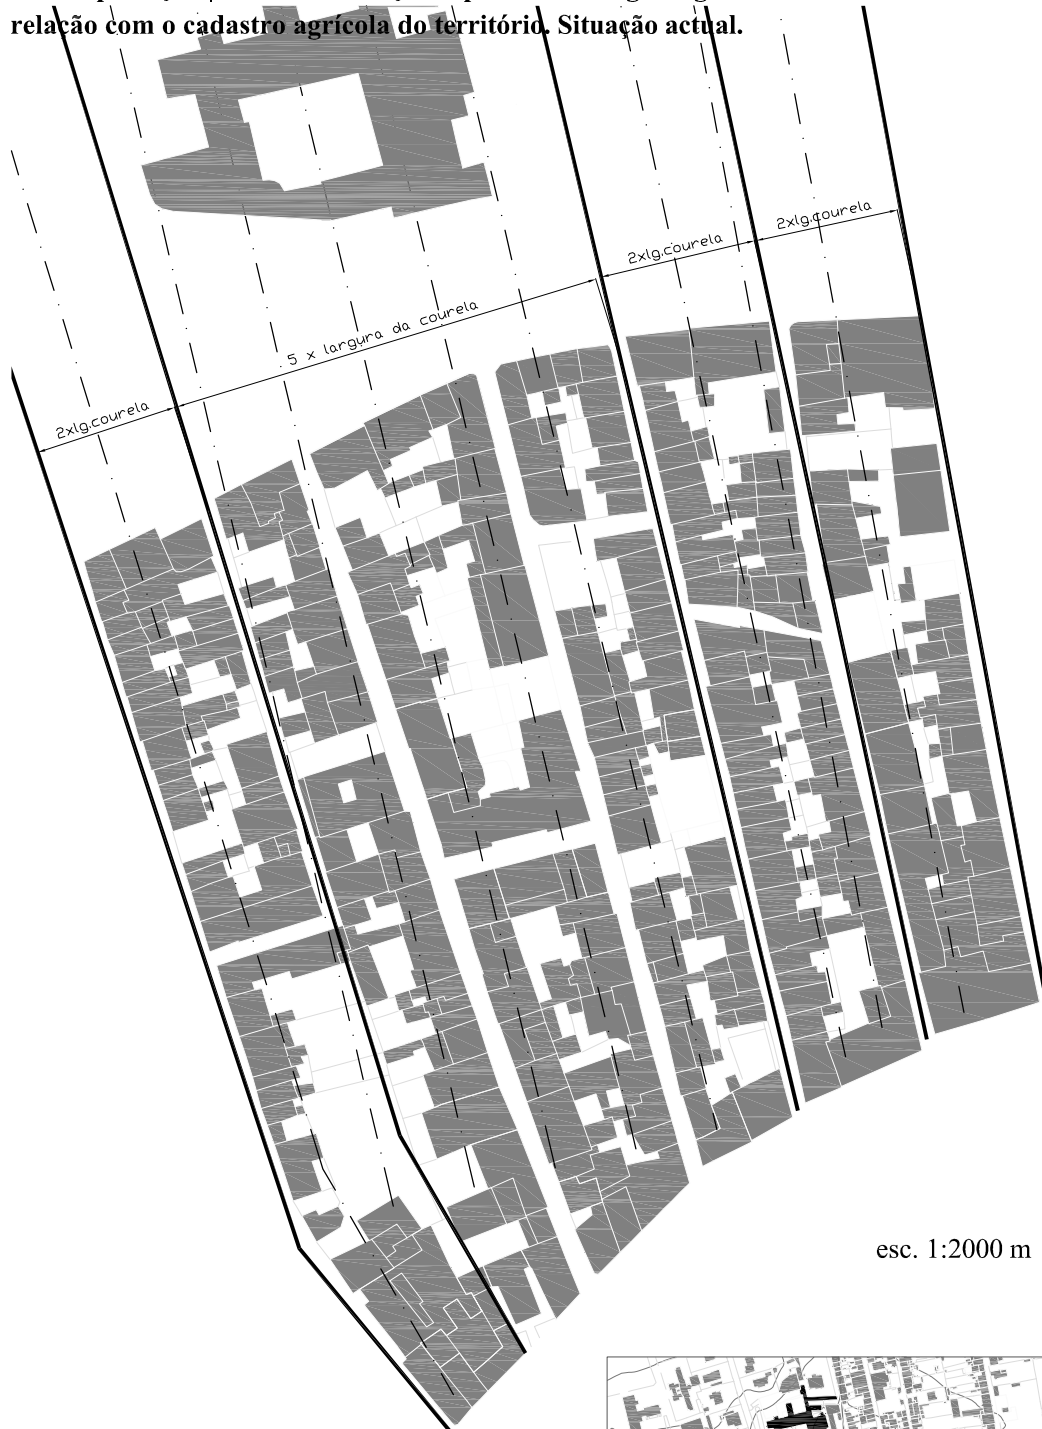 relação com o cadastro agrícola do território. Situação actual.
2xlg.courela
2xlg.courela
5 x largura da courela
2xlg.courela
esc. 1:2000 m